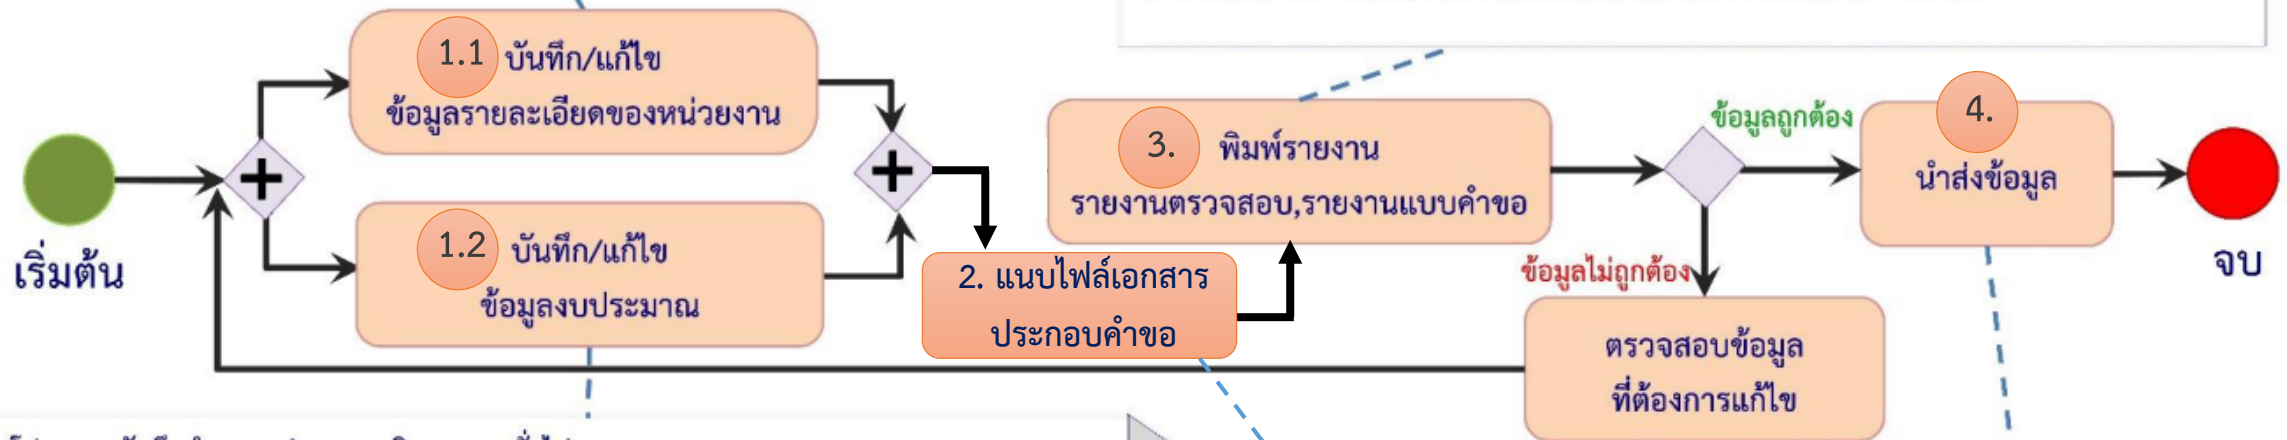 เริ่มต้น
1.1 บันทึก/แก้ไข
ข้อมูลรายละเอียดของหน่วยงาน
1.2 บันทึก/แก้ไข
ข้อมูลงบประมาณ
2. แนบไฟล์เอกสาร
ประกอบคำขอ
3. พิมพ์รายงาน
รายงานตรวจสอบ,รายงานแบบคำขอ
ข้อมูลถูกต้อง
ข้อมูลไม่ถูกต้อง
ตรวจสอบข้อมูล
ที่ต้องการแก้ไข
4.
นำส่งข้อมูล
จบ